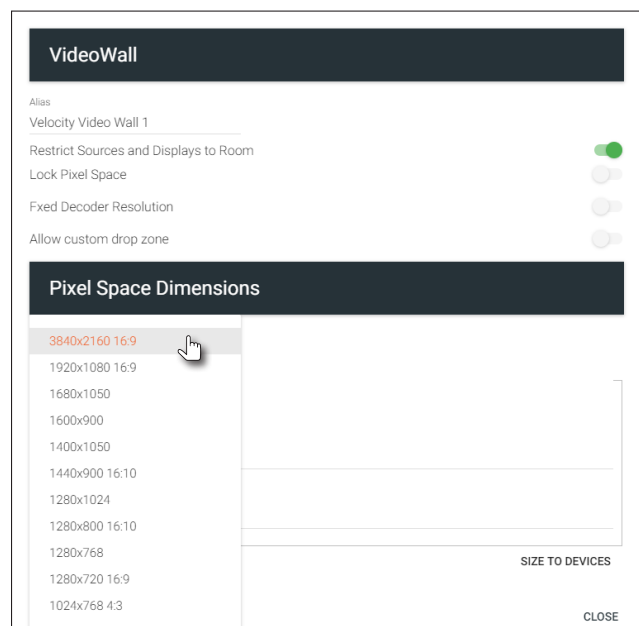 VideoWall
Alias
Velocity Video Wall 1
Restrict Sources and Displays to Room
Lock Pixel Space
Fxed Decoder Resolution
Allow custom drop zone
Pixel Space Dimensions
3840x2160 16:9
1920x1080 16:9
1680x1050
1600x900
1400x1050
1440x900 16:10
1280x1024
1280x800 16:10
1280x768
1280x720 16:9
1024x768 4:3
SIZE TO DEVICES
CLOSE